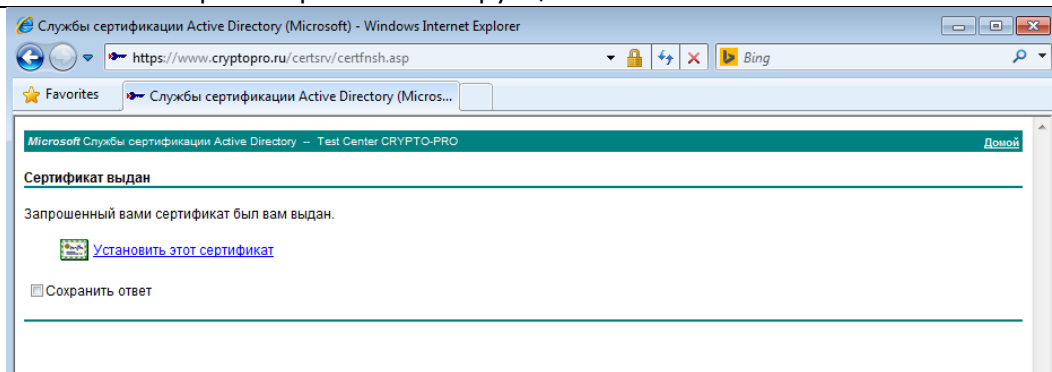 Службы сертификации Active Directory (Microsoft) - Windows Internet Explorer
https://www.cryptopro.ru/certsrv/certfnsh.asp
Bing
Favorites
Службы сертификации Active Directory (Micros...
Microsoft Службы сертификации Active Directory -- Test Center CRYPTO-PRO
Домой
Сертификат выдан
Запрошенный вами сертификат был вам выдан.
Установить этот сертификат
Сохранить ответ